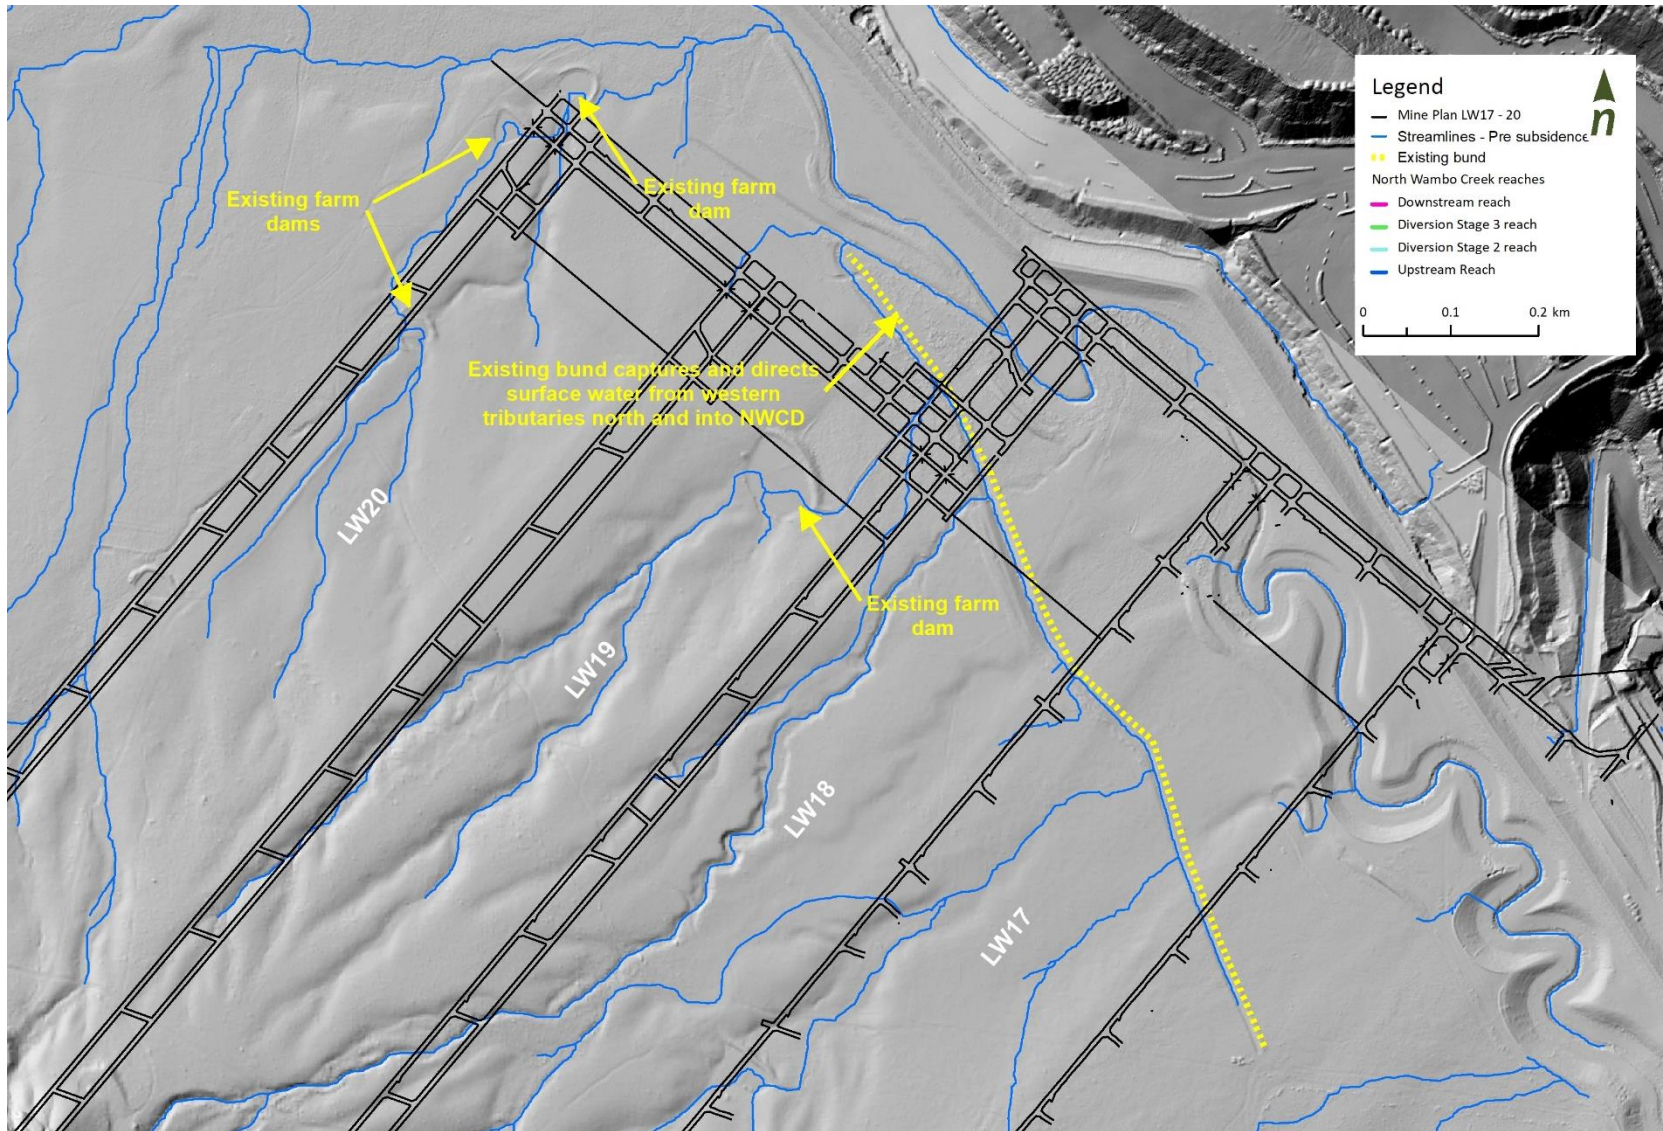 Legend
n
Mine Plan LW17 - 20
Streamlines - Pre subsidence
Existing bund
North Wambo Creek reaches
Downstream reach
Diversion Stage 3 reach
Diversion Stage 2 reach
Upstream Reach
0 0.1 0.2 km
Existing farm
dams
Existing farm
dam
Existing bund captures and directs
surface water from western
tributaries north and into NWCD
Existing farm
dam
LW20
LW19
LW18
LW17